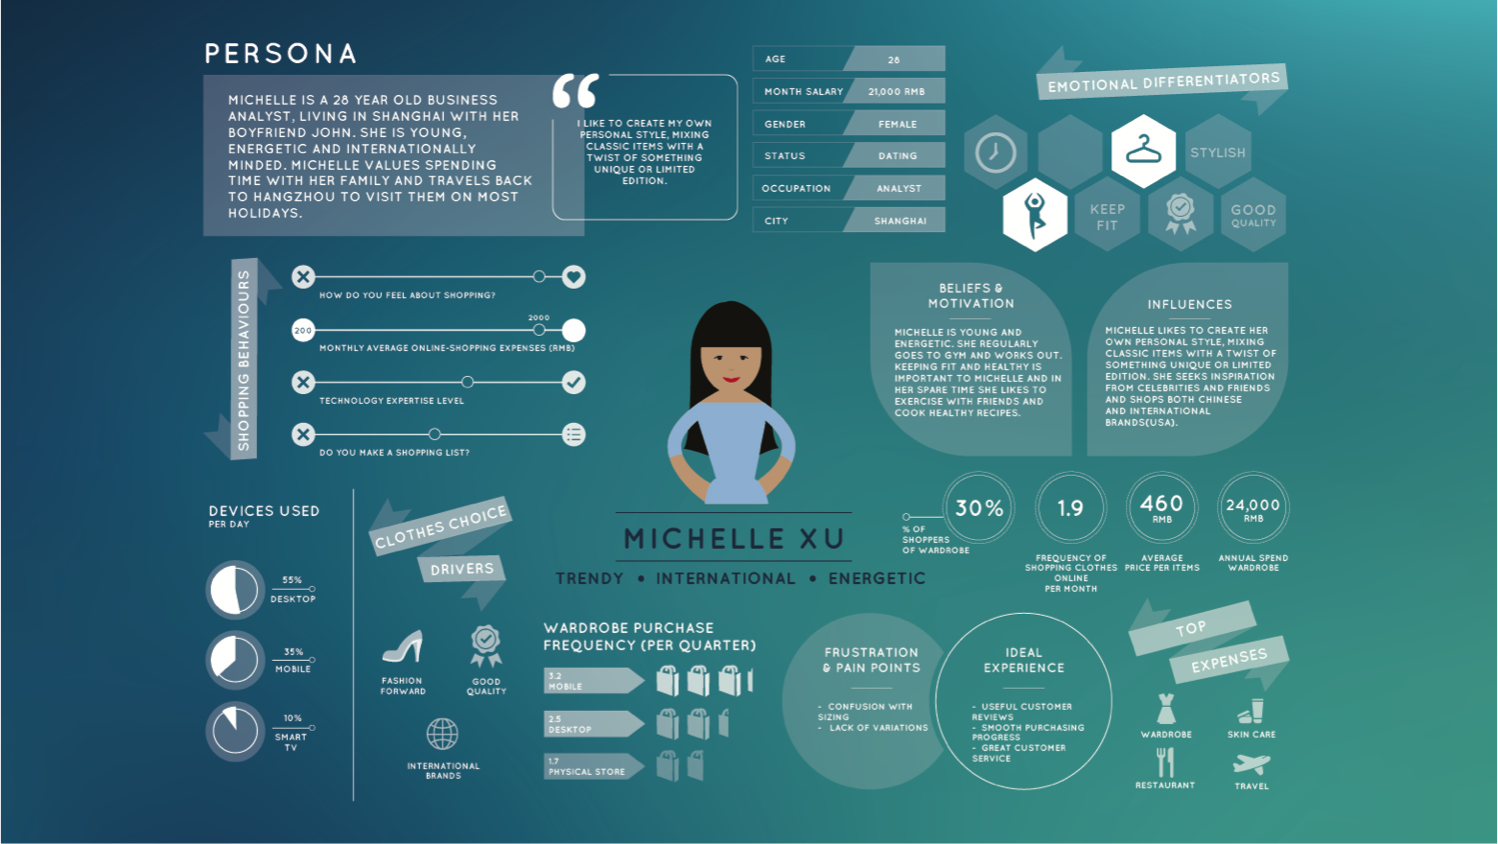 PERSONA
MICHELLE IS A 28 YEAR OLD BUSINESS
ANALYST, LIVING IN SHANGHAI WITH HER
BOYFRIEND JOHN. SHE IS YOUNG,
ENERGETIC AND INTERNATIONALLY
MINDED. MICHELLE VALUES SPENDING
TIME WITH HER FAMILY AND TRAVELS BACK
TO HANGZHOU TO VISIT THEM ON MOST
HOLIDAYS.
“
I LIKE TO CREATE MY OWN
PERSONAL STYLE, MIXING
CLASSIC ITEMS WITH A
TWIST OF SOMETHING
UNIQUE OR LIMITED
EDITION.
AGE 28
MONTH SALARY 21,000 RMB
GENDER FEMALE
STATUS DATING
OCCUPATION ANALYST
CITY SHANGHAI
EMOTIONAL DIFFERENTIATORS
STYLISH
KEEP
FIT
GOOD
QUALITY
SHOPPING BEHAVIOURS
HOW DO YOU FEEL ABOUT SHOPPING?
200
2000
MONTHLY AVERAGE ONLINE-SHOPPING EXPENSES (RMB)
TECHNOLOGY EXPERTISE LEVEL
DO YOU MAKE A SHOPPING LIST?
BELIEFS &
MOTIVATION
MICHELLE IS YOUNG AND
ENERGETIC. SHE REGULARLY
GOES TO GYM AND WORKS OUT.
KEEPING FIT AND HEALTHY IS
IMPORTANT TO MICHELLE AND IN
HER SPARE TIME SHE LIKES TO
EXERCISE WITH FRIENDS AND
COOK HEALTHY RECIPES.
INFLUENCES
MICHELLE LIKES TO CREATE HER
OWN PERSONAL STYLE, MIXING
CLASSIC ITEMS WITH A TWIST OF
SOMETHING UNIQUE OR LIMITED
EDITION. SHE SEEKS INSPIRATION
FROM CELEBRITIES AND FRIENDS
AND SHOPS BOTH CHINESE
AND INTERNATIONAL
BRANDS(USA).
DEVICES USED
PER DAY
55%
DESKTOP
35%
MOBILE
10%
SMART
TV
CLOTHES CHOICE
DRIVERS
FASHION
FORWARD
GOOD
QUALITY
INTERNATIONAL
BRANDS
MICHELLE XU
TRENDY • INTERNATIONAL • ENERGETIC
30%
% OF
SHOPPERS
OF WARDROBE
1.9
FREQUENCY OF
SHOPPING CLOTHES
ONLINE
PER MONTH
460
RMB
AVERAGE
PRICE PER ITEMS
24,000
RMB
ANNUAL SPEND
WARDROBE
WARDROBE PURCHASE
FREQUENCY (PER QUARTER)
3.2
MOBILE
2.5
DESKTOP
1.7
PHYSICAL STORE
FRUSTRATION
& PAIN POINTS
- CONFUSION WITH
SIZING
- LACK OF VARIATIONS
IDEAL
EXPERIENCE
- USEFUL CUSTOMER
REVIEWS
- SMOOTH PURCHASING
PROGRESS
- GREAT CUSTOMER
SERVICE
TOP
EXPENSES
WARDROBE
SKIN CARE
RESTAURANT
TRAVEL